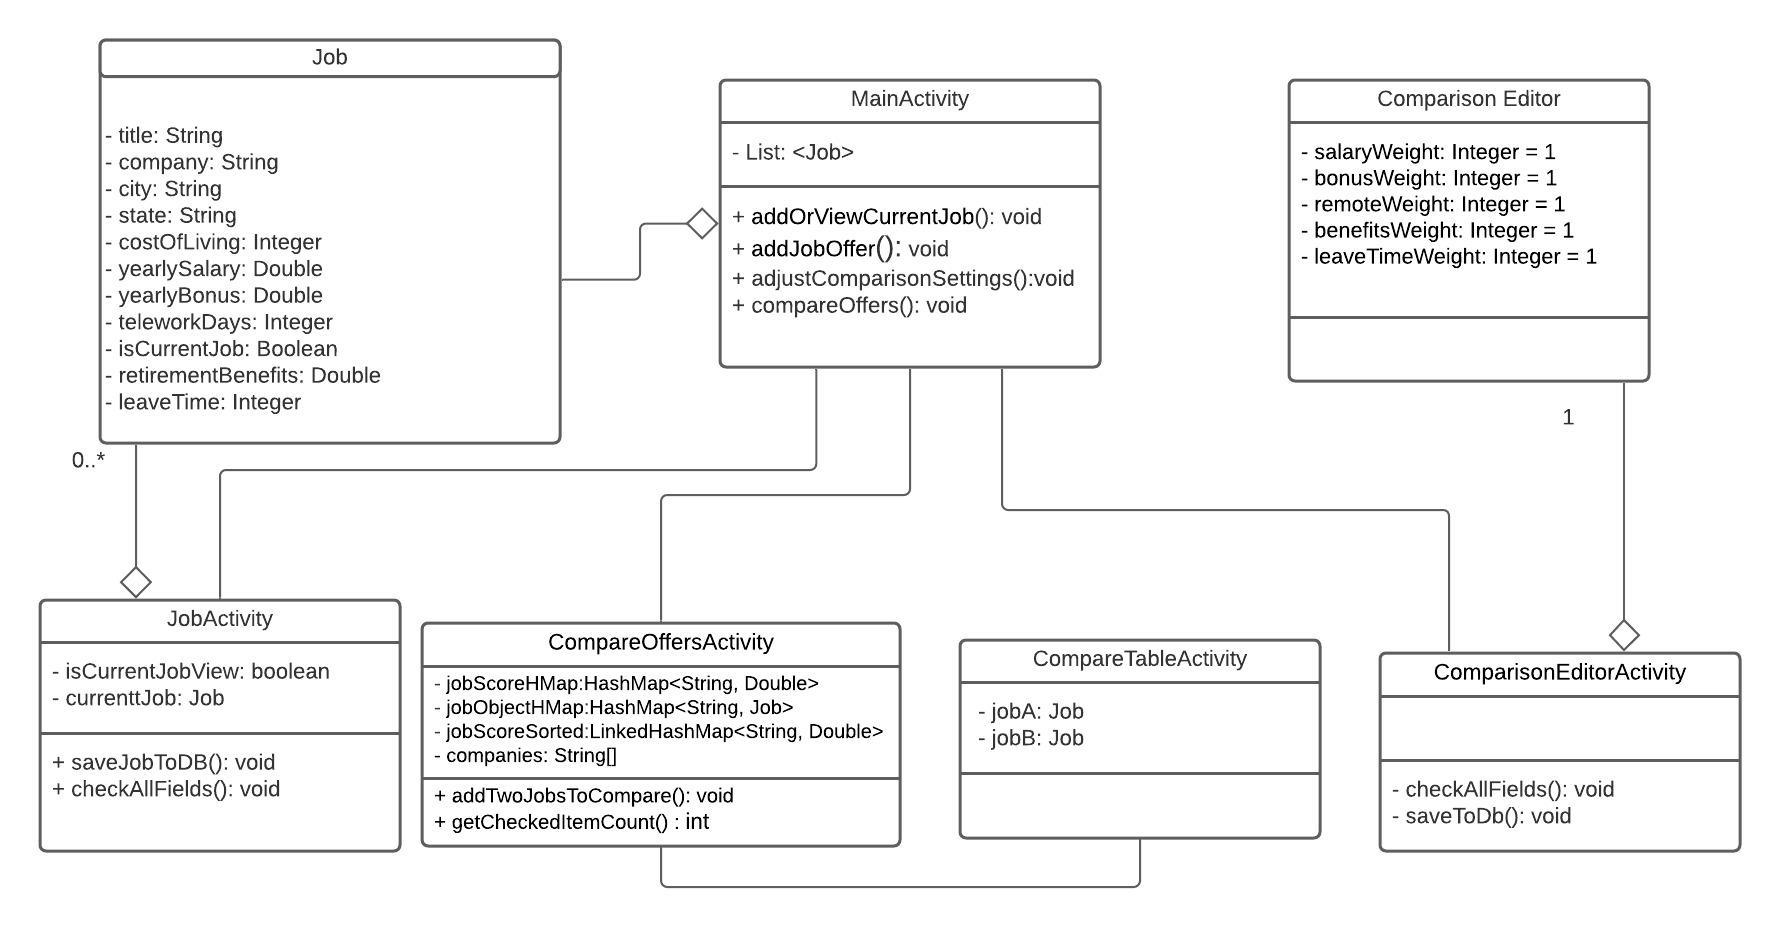 Job
- title: String
- company: String
- city: String
- state: String
- costOfLiving: Integer
- yearlySalary: Double
- yearlyBonus: Double
- teleworkDays: Integer
- isCurrentJob: Boolean
- retirementBenefits: Double
- leaveTime: Integer
0..*
MainActivity
- List: <Job>
+ addOrViewCurrentJob(): void
+ addJobOffer(): void
+ adjustComparisonSettings():void
+ compareOffers(): void
Comparison Editor
- salaryWeight: Integer = 1
- bonusWeight: Integer = 1
- remoteWeight: Integer = 1
- benefitsWeight: Integer = 1
- leaveTimeWeight: Integer = 1
1
JobActivity
- isCurrentJobView: boolean
- currenttJob: Job
+ saveJobToDB(): void
+ checkAllFields(): void
CompareOffersActivity
- jobScoreHMap:HashMap<String, Double>
- jobObjectHMap:HashMap<String, Job>
- jobScoreSorted:LinkedHashMap<String, Double>
- companies: String[]
+ addTwoJobsToCompare(): void
+ getCheckedItemCount() : int
CompareTableActivity
- jobA: Job
- jobB: Job
ComparisonEditorActivity
- checkAllFields(): void
- saveToDb(): void